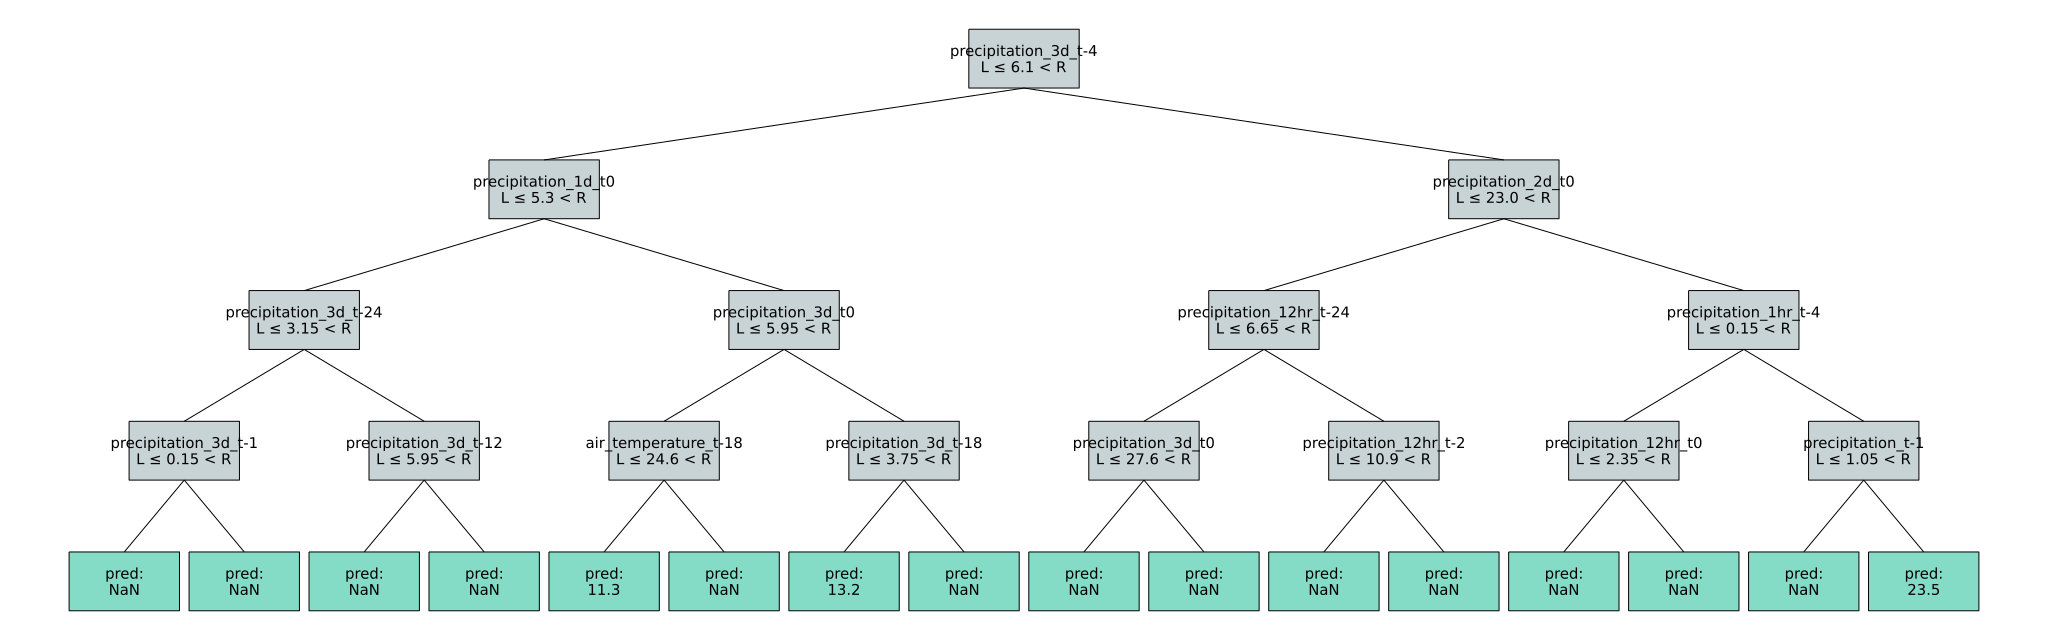 precipitation_3d_t-4
L ≤ 6.1 < R
precipitation_1d_t0
L ≤ 5.3 < R
precipitation_2d_t0
L ≤ 23.0 < R
precipitation_3d_t-24
L ≤ 3.15 < R
precipitation_3d_t0
L ≤ 5.95 < R
precipitation_12hr_t-24
L ≤ 6.65 < R
precipitation_1hr_t-4
L ≤ 0.15 < R
precipitation_3d_t-1
L ≤ 0.15 < R
precipitation_3d_t-12
L ≤ 5.95 < R
air_temperature_t-18
L ≤ 24.6 < R
precipitation_3d_t-18
L ≤ 3.75 < R
precipitation_3d_t0
L ≤ 27.6 < R
precipitation_12hr_t-2
L ≤ 10.9 < R
precipitation_12hr_t0
L ≤ 2.35 < R
precipitation_t-1
L ≤ 1.05 < R
pred:
NaN
pred:
NaN
pred:
NaN
pred:
NaN
pred:
11.3
pred:
NaN
pred:
13.2
pred:
NaN
pred:
NaN
pred:
NaN
pred:
NaN
pred:
NaN
pred:
NaN
pred:
NaN
pred:
NaN
pred:
23.5